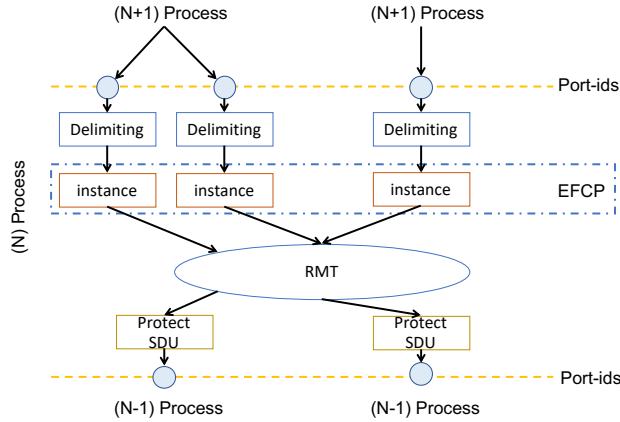 (N+1) Process
(N+1) Process
Port-ids
Delimiting
Delimiting
Delimiting
(N) Process
instance
instance
instance
EFCP
RMT
Protect
SDU
Protect
SDU
Port-ids
(N-1) Process
(N-1) Process